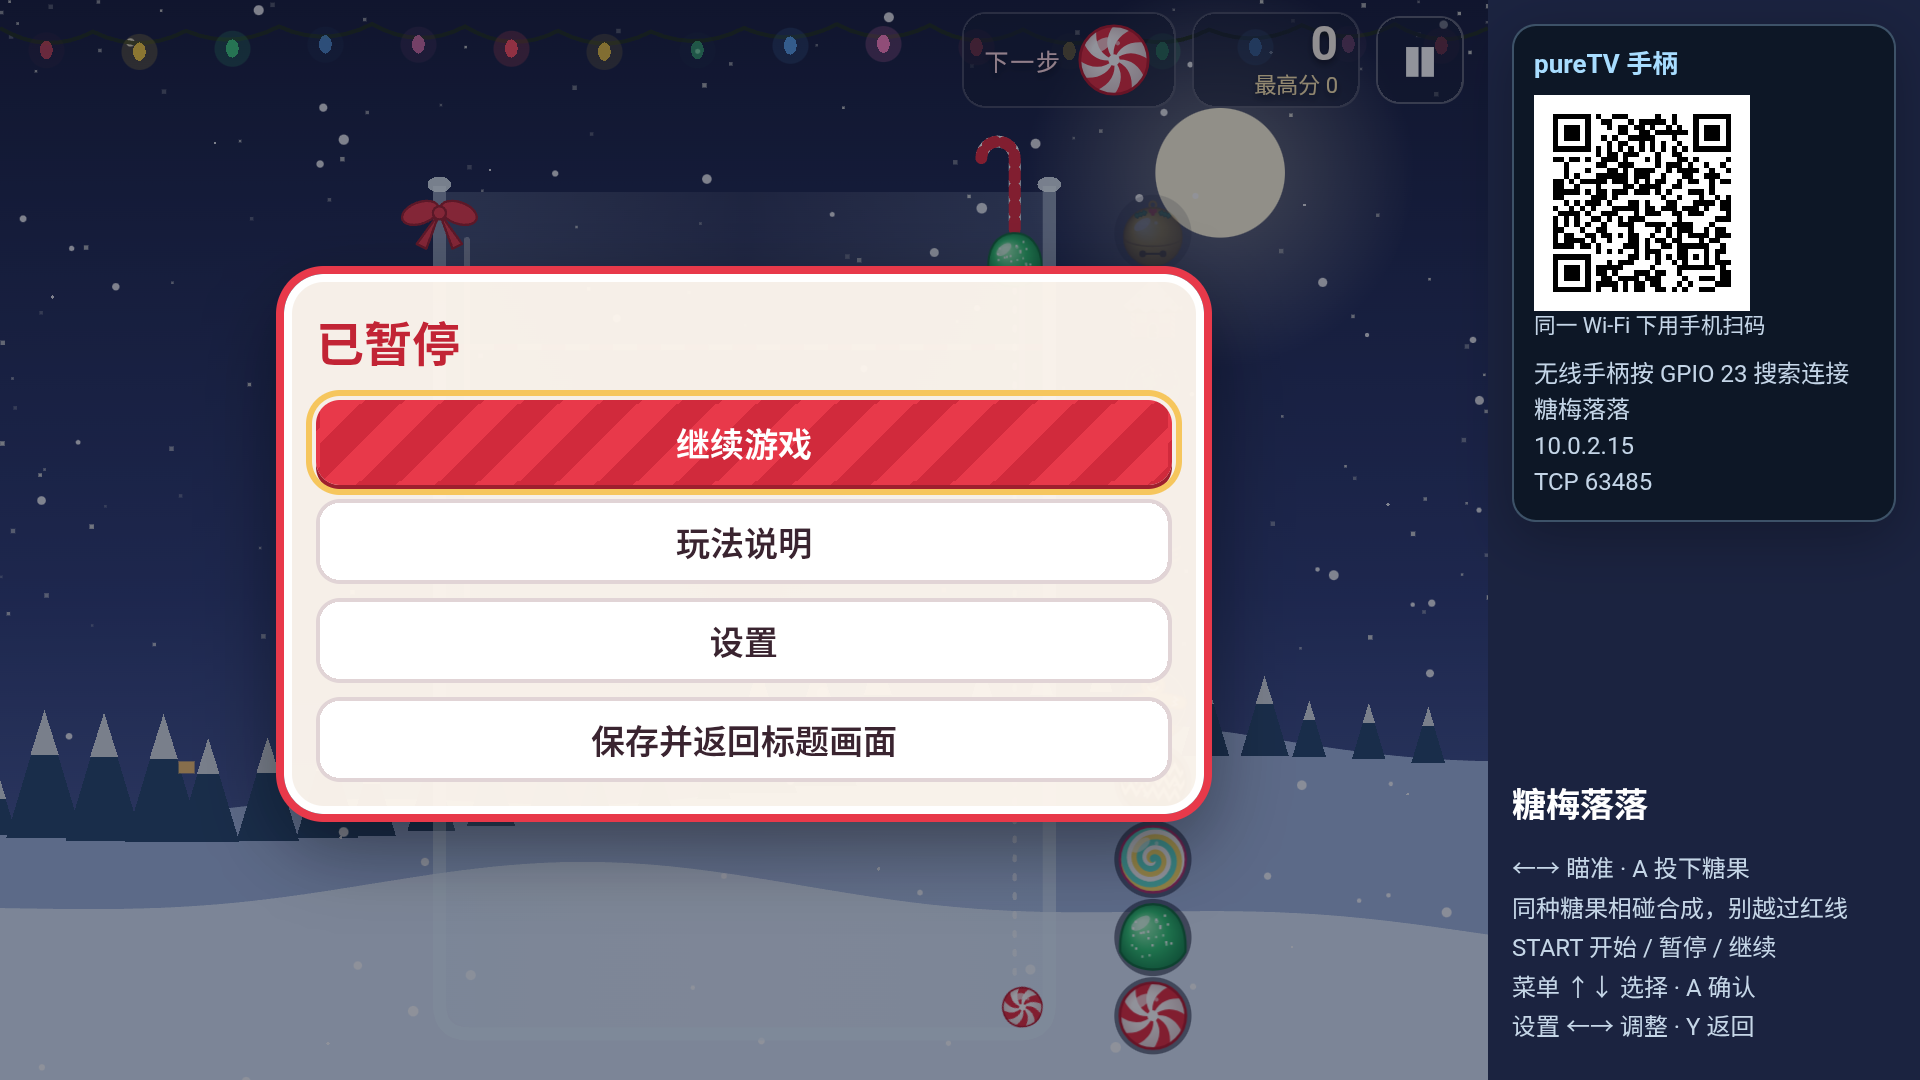 下一步
0
最高分 0
已暂停
继续游戏
玩法说明
设置
保存并返回标题画面
pureTV 手柄
同一 Wi-Fi 下用手机扫码
无线手柄按 GPIO 23 搜索连接
糖梅落落
10.0.2.15
TCP 63485
糖梅落落
←→ 瞄准 · A 投下糖果
同种糖果相碰合成，别越过红线
START 开始 / 暂停 / 继续
菜单 ↑↓ 选择 · A 确认
设置 ←→ 调整 · Y 返回